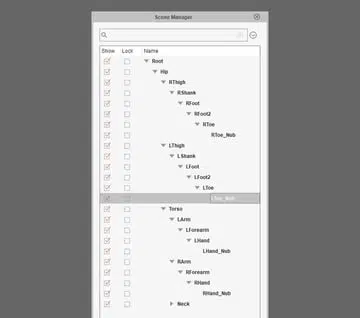 Scene Manager
Show Lock Name
Root
Hip
RThigh
RShank
RFoot
RFoot2
RToe
RToe_Nub
LThigh
LShank
LFoot
LFoot2
LToe
LToe_Nub
Torso
LArm
LForearm
LHand
LHand_Nub
RArm
RForearm
RHand
RHand_Nub
Neck